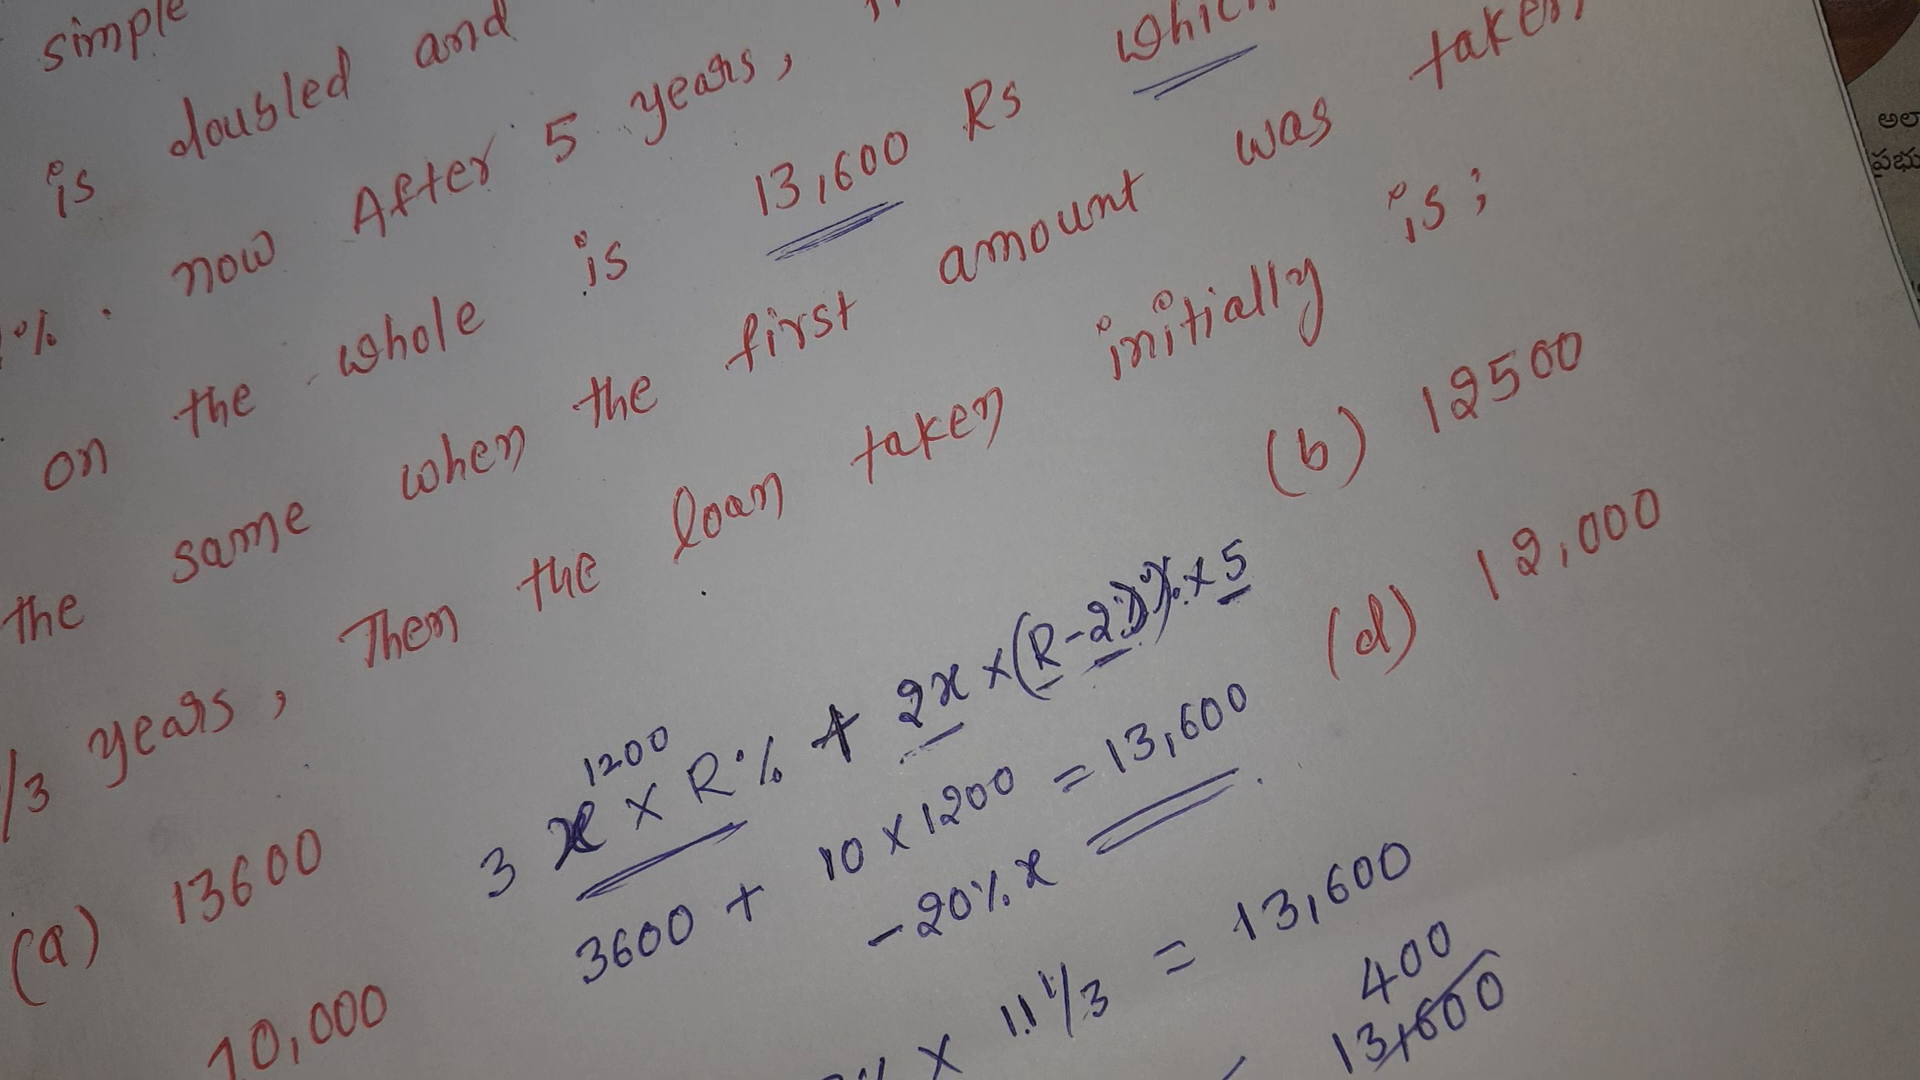 simple
is doubled and
%. now After 5 years,
on the whole is 13,600 Rs which
the same when the first amount was taken,
/3 years, Then the loan taken initially is;
(a) 13600 (b) 12500
10,000 (d) 12,000
1200
3 x × R% + 2x × (R-2)% × 5
3600 + 10 × 1200 = 13,600
-20% x
× 11 1/3 = 13,600
400
13,600
అలా